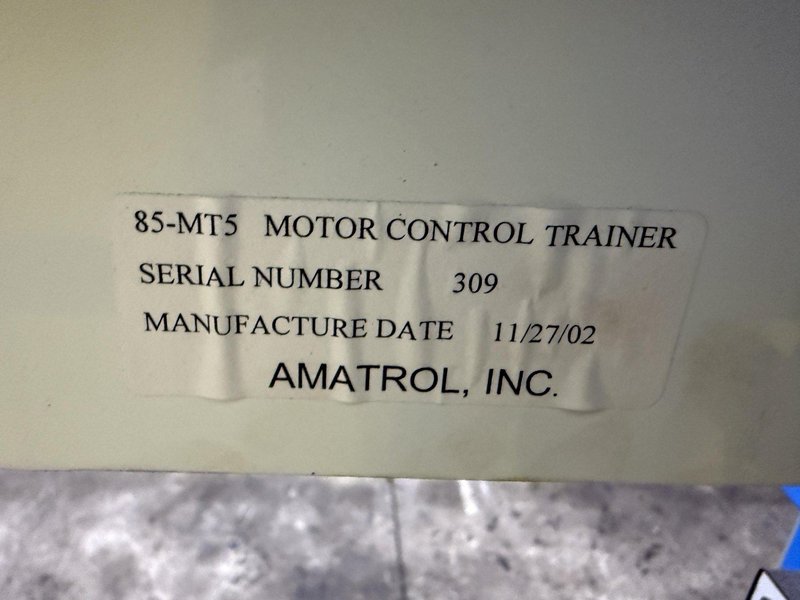 85-MT5 MOTOR CONTROL TRAINER
SERIAL NUMBER 309
MANUFACTURE DATE 11/27/02
AMATROL, INC.